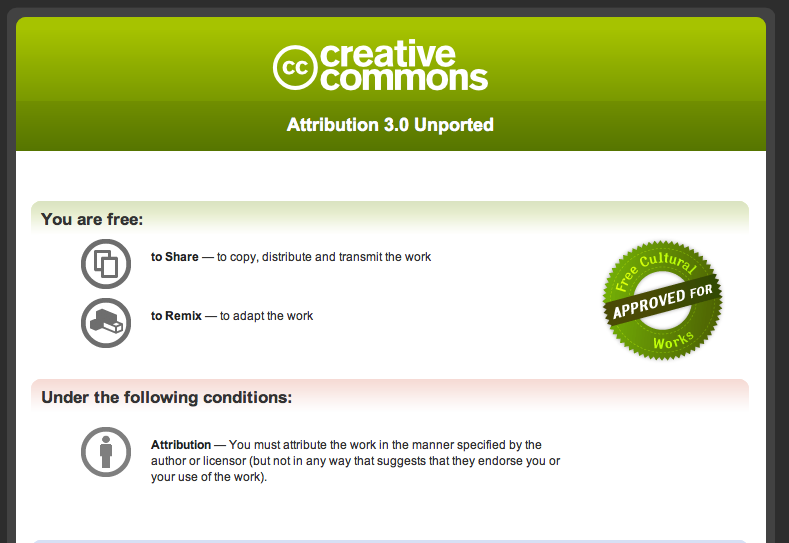 cc creative
commons
Attribution 3.0 Unported
You are free:
to Share — to copy, distribute and transmit the work
to Remix — to adapt the work
Free Cultural
APPROVED FOR
Works
Under the following conditions:
Attribution — You must attribute the work in the manner specified by the
author or licensor (but not in any way that suggests that they endorse you or
your use of the work).